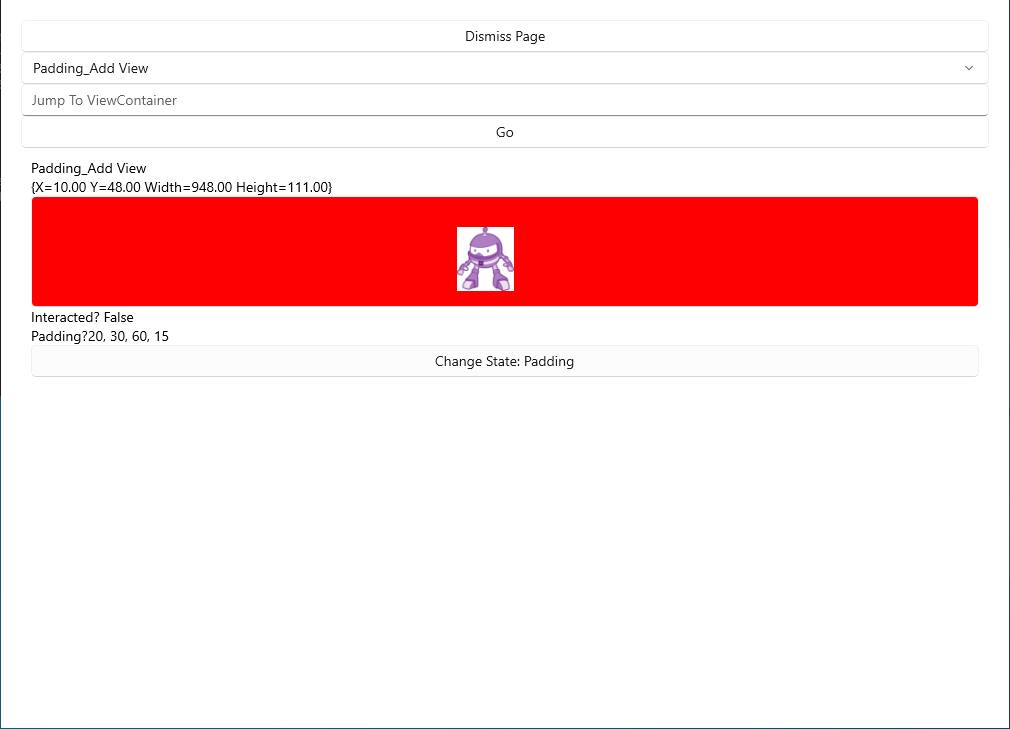 Dismiss Page
Padding_Add View
Jump To ViewContainer
Go
Padding_Add View
{X=10.00 Y=48.00 Width=948.00 Height=111.00}
Interacted? False
Padding?20, 30, 60, 15
Change State: Padding